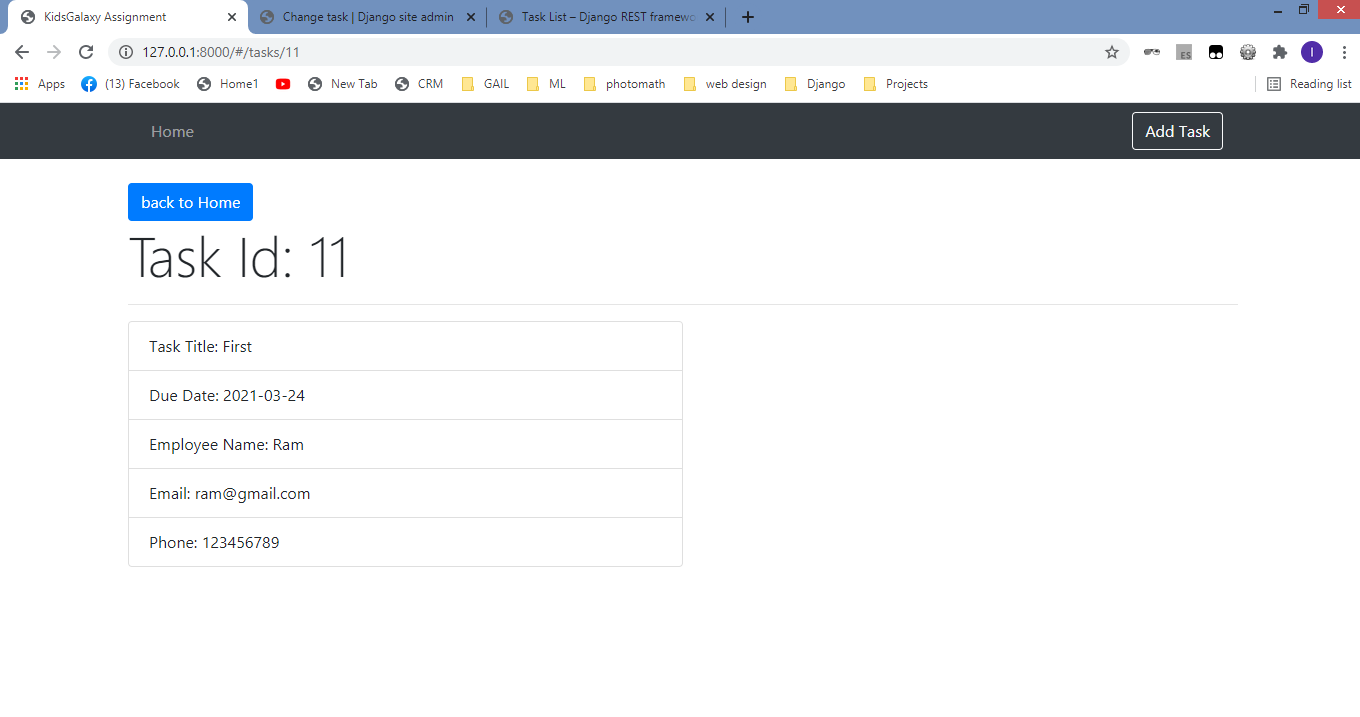 KidsGalaxy Assignment
Change task | Django site admin
Task List – Django REST framewo
127.0.0.1:8000/#/tasks/11
ES
I
Apps
(13) Facebook
Home1
New Tab
CRM
GAIL
ML
photomath
web design
Django
Projects
Reading list
Home
Add Task
back to Home
Task Id: 11
Task Title: First
Due Date: 2021-03-24
Employee Name: Ram
Email: ram@gmail.com
Phone: 123456789